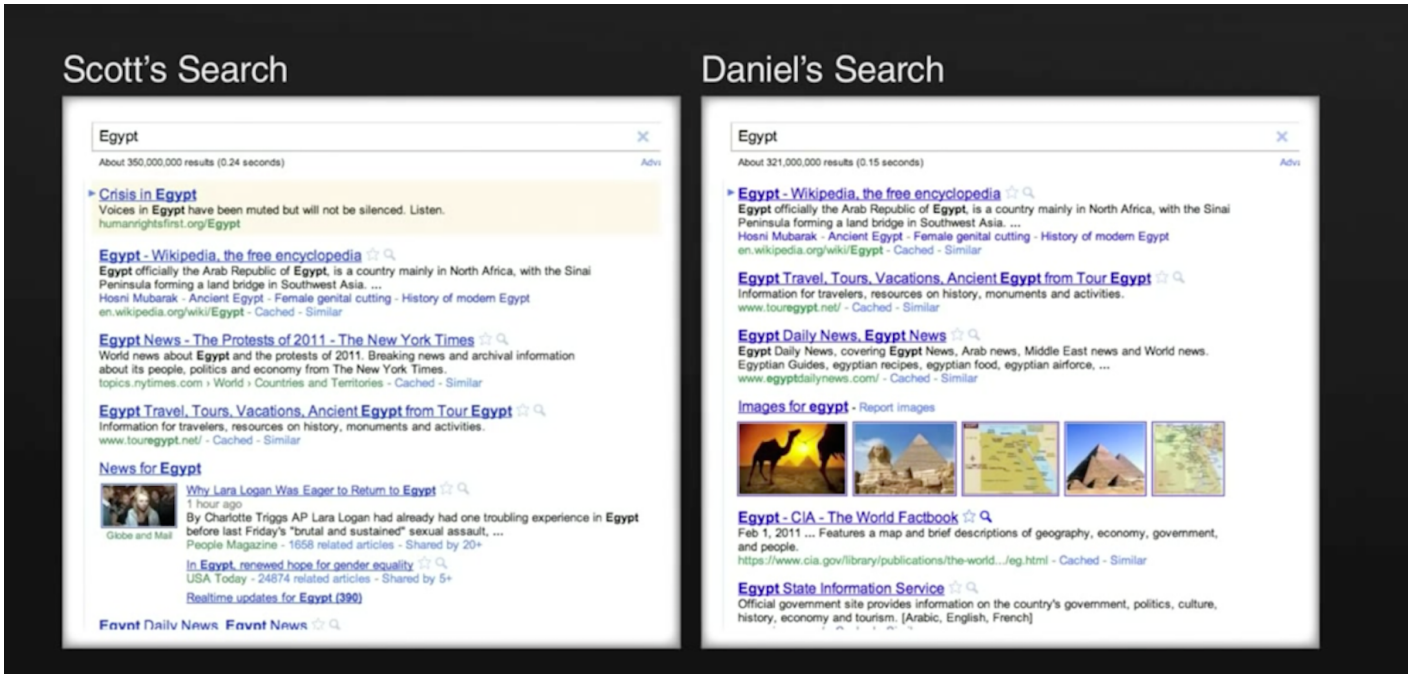 Scott's Search
Egypt
About 350,000,000 results (0.24 seconds)
Adva
Crisis in Egypt
Voices in Egypt have been muted but will not be silenced. Listen.
humanrightsfirst.org/Egypt
Egypt - Wikipedia, the free encyclopedia
Egypt officially the Arab Republic of Egypt, is a country mainly in North Africa, with the Sinai
Peninsula forming a land bridge in Southwest Asia. ...
Hosni Mubarak - Ancient Egypt - Female genital cutting - History of modern Egypt
en.wikipedia.org/wiki/Egypt - Cached - Similar
Egypt News - The Protests of 2011 - The New York Times
World news about Egypt and the protests of 2011. Breaking news and archival information
about its people, politics and economy from The New York Times.
topics.nytimes.com › World › Countries and Territories - Cached - Similar
Egypt Travel, Tours, Vacations, Ancient Egypt from Tour Egypt
Information for travelers, resources on history, monuments and activities.
www.touregypt.net/ - Cached - Similar
News for Egypt
Why Lara Logan Was Eager to Return to Egypt
1 hour ago
By Charlotte Triggs AP Lara Logan had already had one troubling experience in Egypt
before last Friday's "brutal and sustained" sexual assault, ...
People Magazine - 1658 related articles - Shared by 20+
Globe and Mail
In Egypt, renewed hope for gender equality
USA Today - 24874 related articles - Shared by 5+
Realtime updates for Egypt (390)
Egypt Daily News, Egypt News
Daniel's Search
Egypt
About 321,000,000 results (0.15 seconds)
Adva
Egypt - Wikipedia, the free encyclopedia
Egypt officially the Arab Republic of Egypt, is a country mainly in North Africa, with the Sinai
Peninsula forming a land bridge in Southwest Asia. ...
Hosni Mubarak - Ancient Egypt - Female genital cutting - History of modern Egypt
en.wikipedia.org/wiki/Egypt - Cached - Similar
Egypt Travel, Tours, Vacations, Ancient Egypt from Tour Egypt
Information for travelers, resources on history, monuments and activities.
www.touregypt.net/ - Cached - Similar
Egypt Daily News, Egypt News
Egypt Daily News, covering Egypt News, Arab news, Middle East news and World news.
Egyptian Guides, egyptian recipes, egyptian food, egyptian airforce, ...
www.egyptdailynews.com/ - Cached - Similar
Images for egypt - Report images
Egypt - CIA - The World Factbook
Feb 1, 2011 ... Features a map and brief descriptions of geography, economy, government,
and people.
https://www.cia.gov/library/publications/the-world.../eg.html - Cached - Similar
Egypt State Information Service
Official government site provides information on the country's government, politics, culture,
history, economy and tourism. [Arabic, English, French]